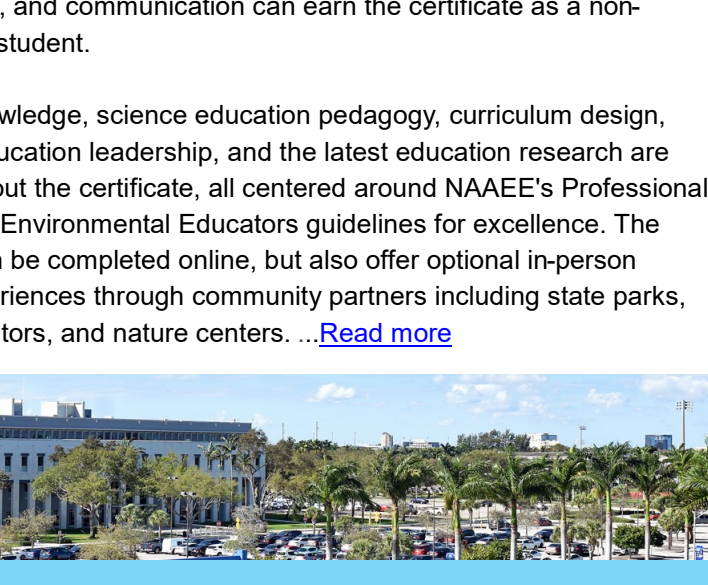 , and communication can earn the certificate as a non-
student.
wledge, science education pedagogy, curriculum design,
ucation leadership, and the latest education research are
out the certificate, all centered around NAAEE's Professional
Environmental Educators guidelines for excellence. The
be completed online, but also offer optional in-person
riences through community partners including state parks,
tors, and nature centers. ...Read more